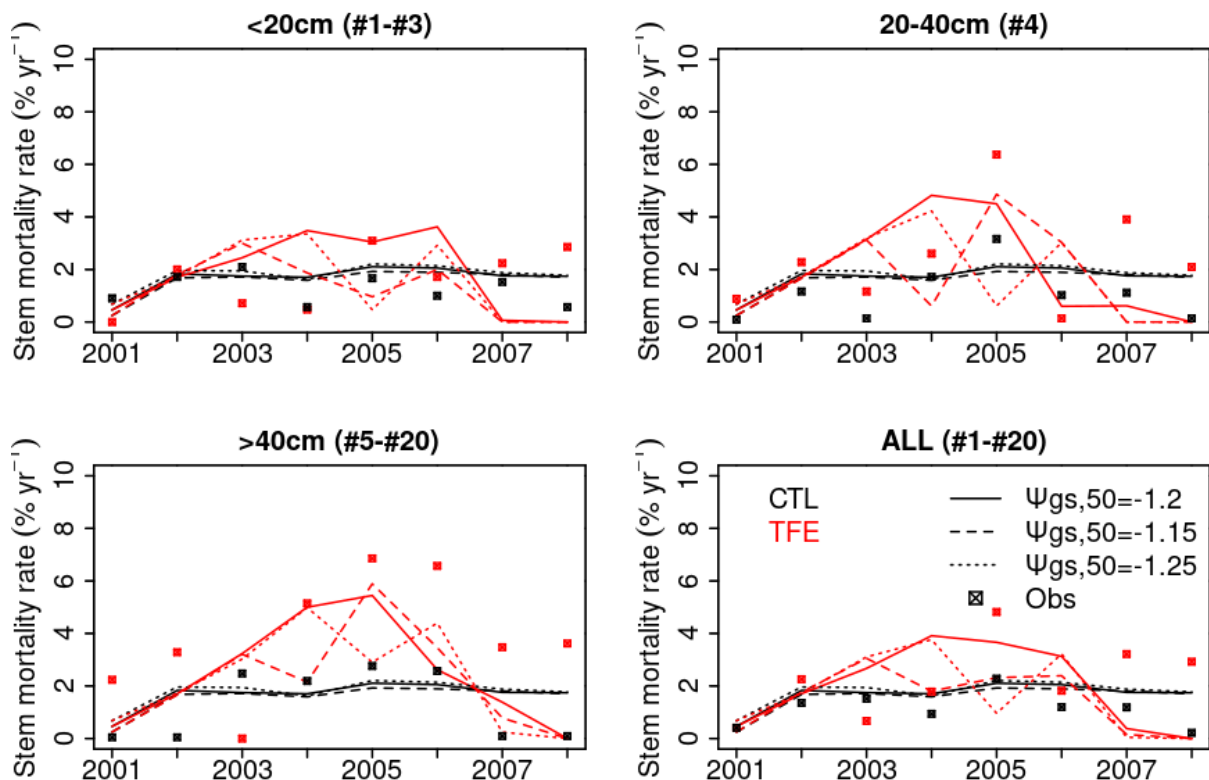 <20cm (#1-#3)
Stem mortality rate (% yr⁻¹)
10
8
6
4
2
0
2001 2003 2005 2007
20-40cm (#4)
Stem mortality rate (% yr⁻¹)
10
8
6
4
2
0
2001 2003 2005 2007
>40cm (#5-#20)
Stem mortality rate (% yr⁻¹)
10
8
6
4
2
0
2001 2003 2005 2007
ALL (#1-#20)
Stem mortality rate (% yr⁻¹)
10
8
6
4
2
0
CTL
TFE
Ψgs,50=-1.2
Ψgs,50=-1.15
Ψgs,50=-1.25
Obs
2001 2003 2005 2007